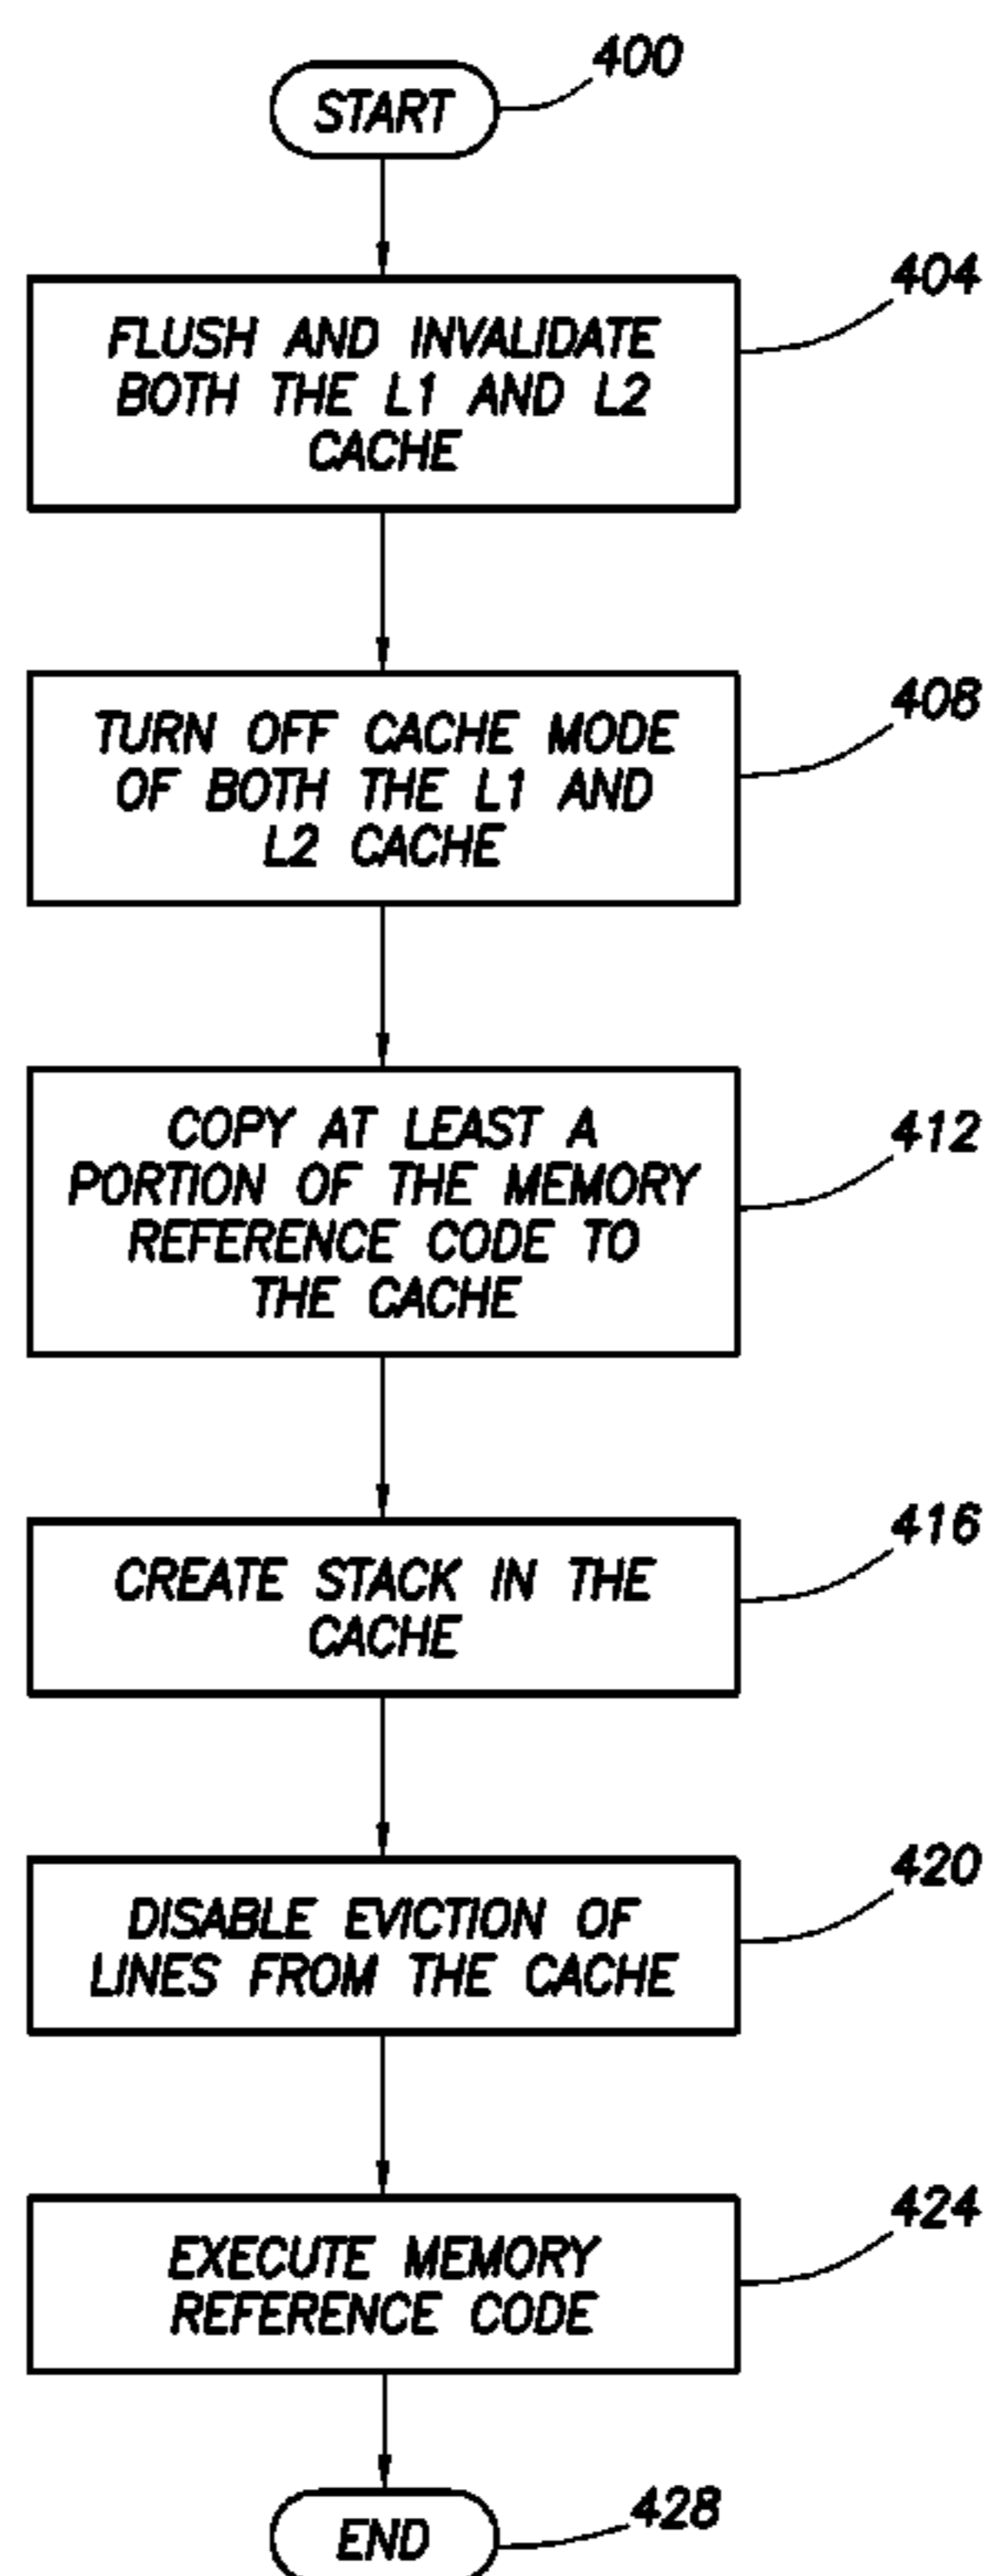 400
START
404
FLUSH AND INVALIDATE
BOTH THE L1 AND L2
CACHE
408
TURN OFF CACHE MODE
OF BOTH THE L1 AND
L2 CACHE
412
COPY AT LEAST A
PORTION OF THE MEMORY
REFERENCE CODE TO
THE CACHE
416
CREATE STACK IN THE
CACHE
420
DISABLE EVICTION OF
LINES FROM THE CACHE
424
EXECUTE MEMORY
REFERENCE CODE
428
END